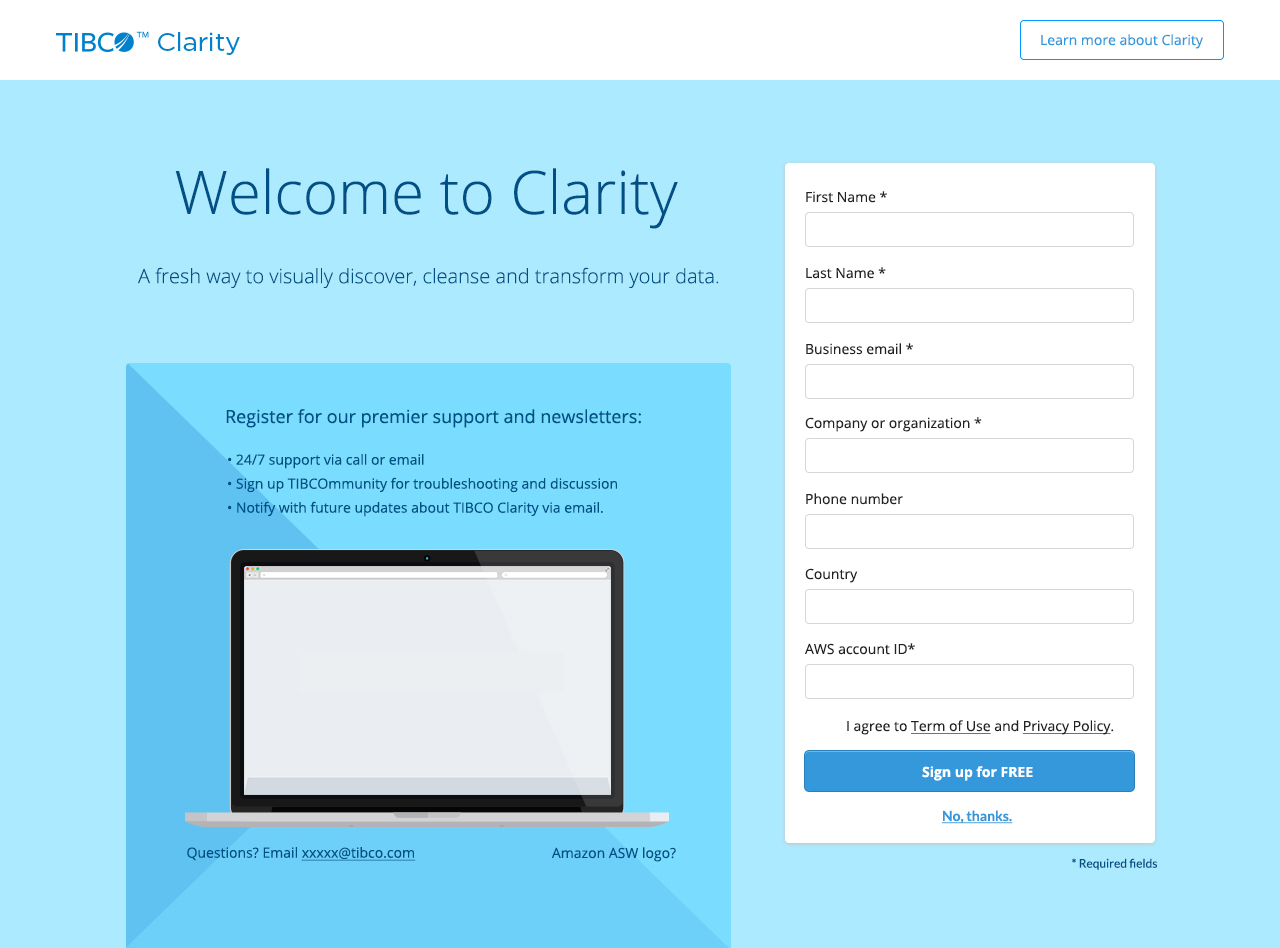 TIBCO™ Clarity
Learn more about Clarity
Welcome to Clarity
A fresh way to visually discover, cleanse and transform your data.
Register for our premier support and newsletters:
• 24/7 support via call or email
• Sign up TIBCOmmunity for troubleshooting and discussion
• Notify with future updates about TIBCO Clarity via email.
Questions? Email xxxxx@tibco.com
Amazon ASW logo?
First Name *
Last Name *
Business email *
Company or organization *
Phone number
Country
AWS account ID*
I agree to Term of Use and Privacy Policy.
Sign up for FREE
No, thanks.
* Required fields